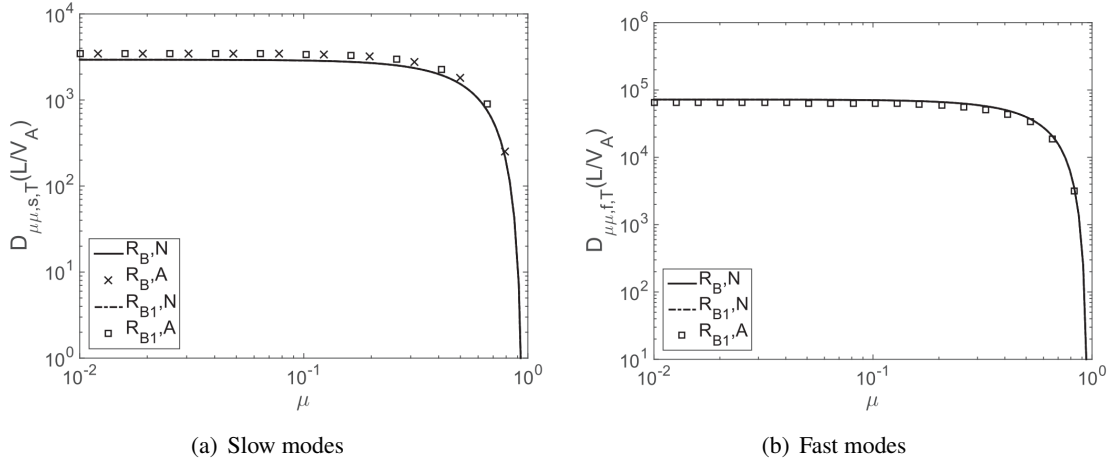 10^4
10^3
10^2
10^1
10^0
D_{μμ,s,T}(L/V_A)
R_B,N
R_B,A
R_{B1},N
R_{B1},A
10^{-2}
10^{-1}
10^0
μ
(a) Slow modes
10^6
10^5
10^4
10^3
10^2
10^1
D_{μμ,f,T}(L/V_A)
R_B,N
R_{B1},N
R_{B1},A
10^{-2}
10^{-1}
10^0
μ
(b) Fast modes